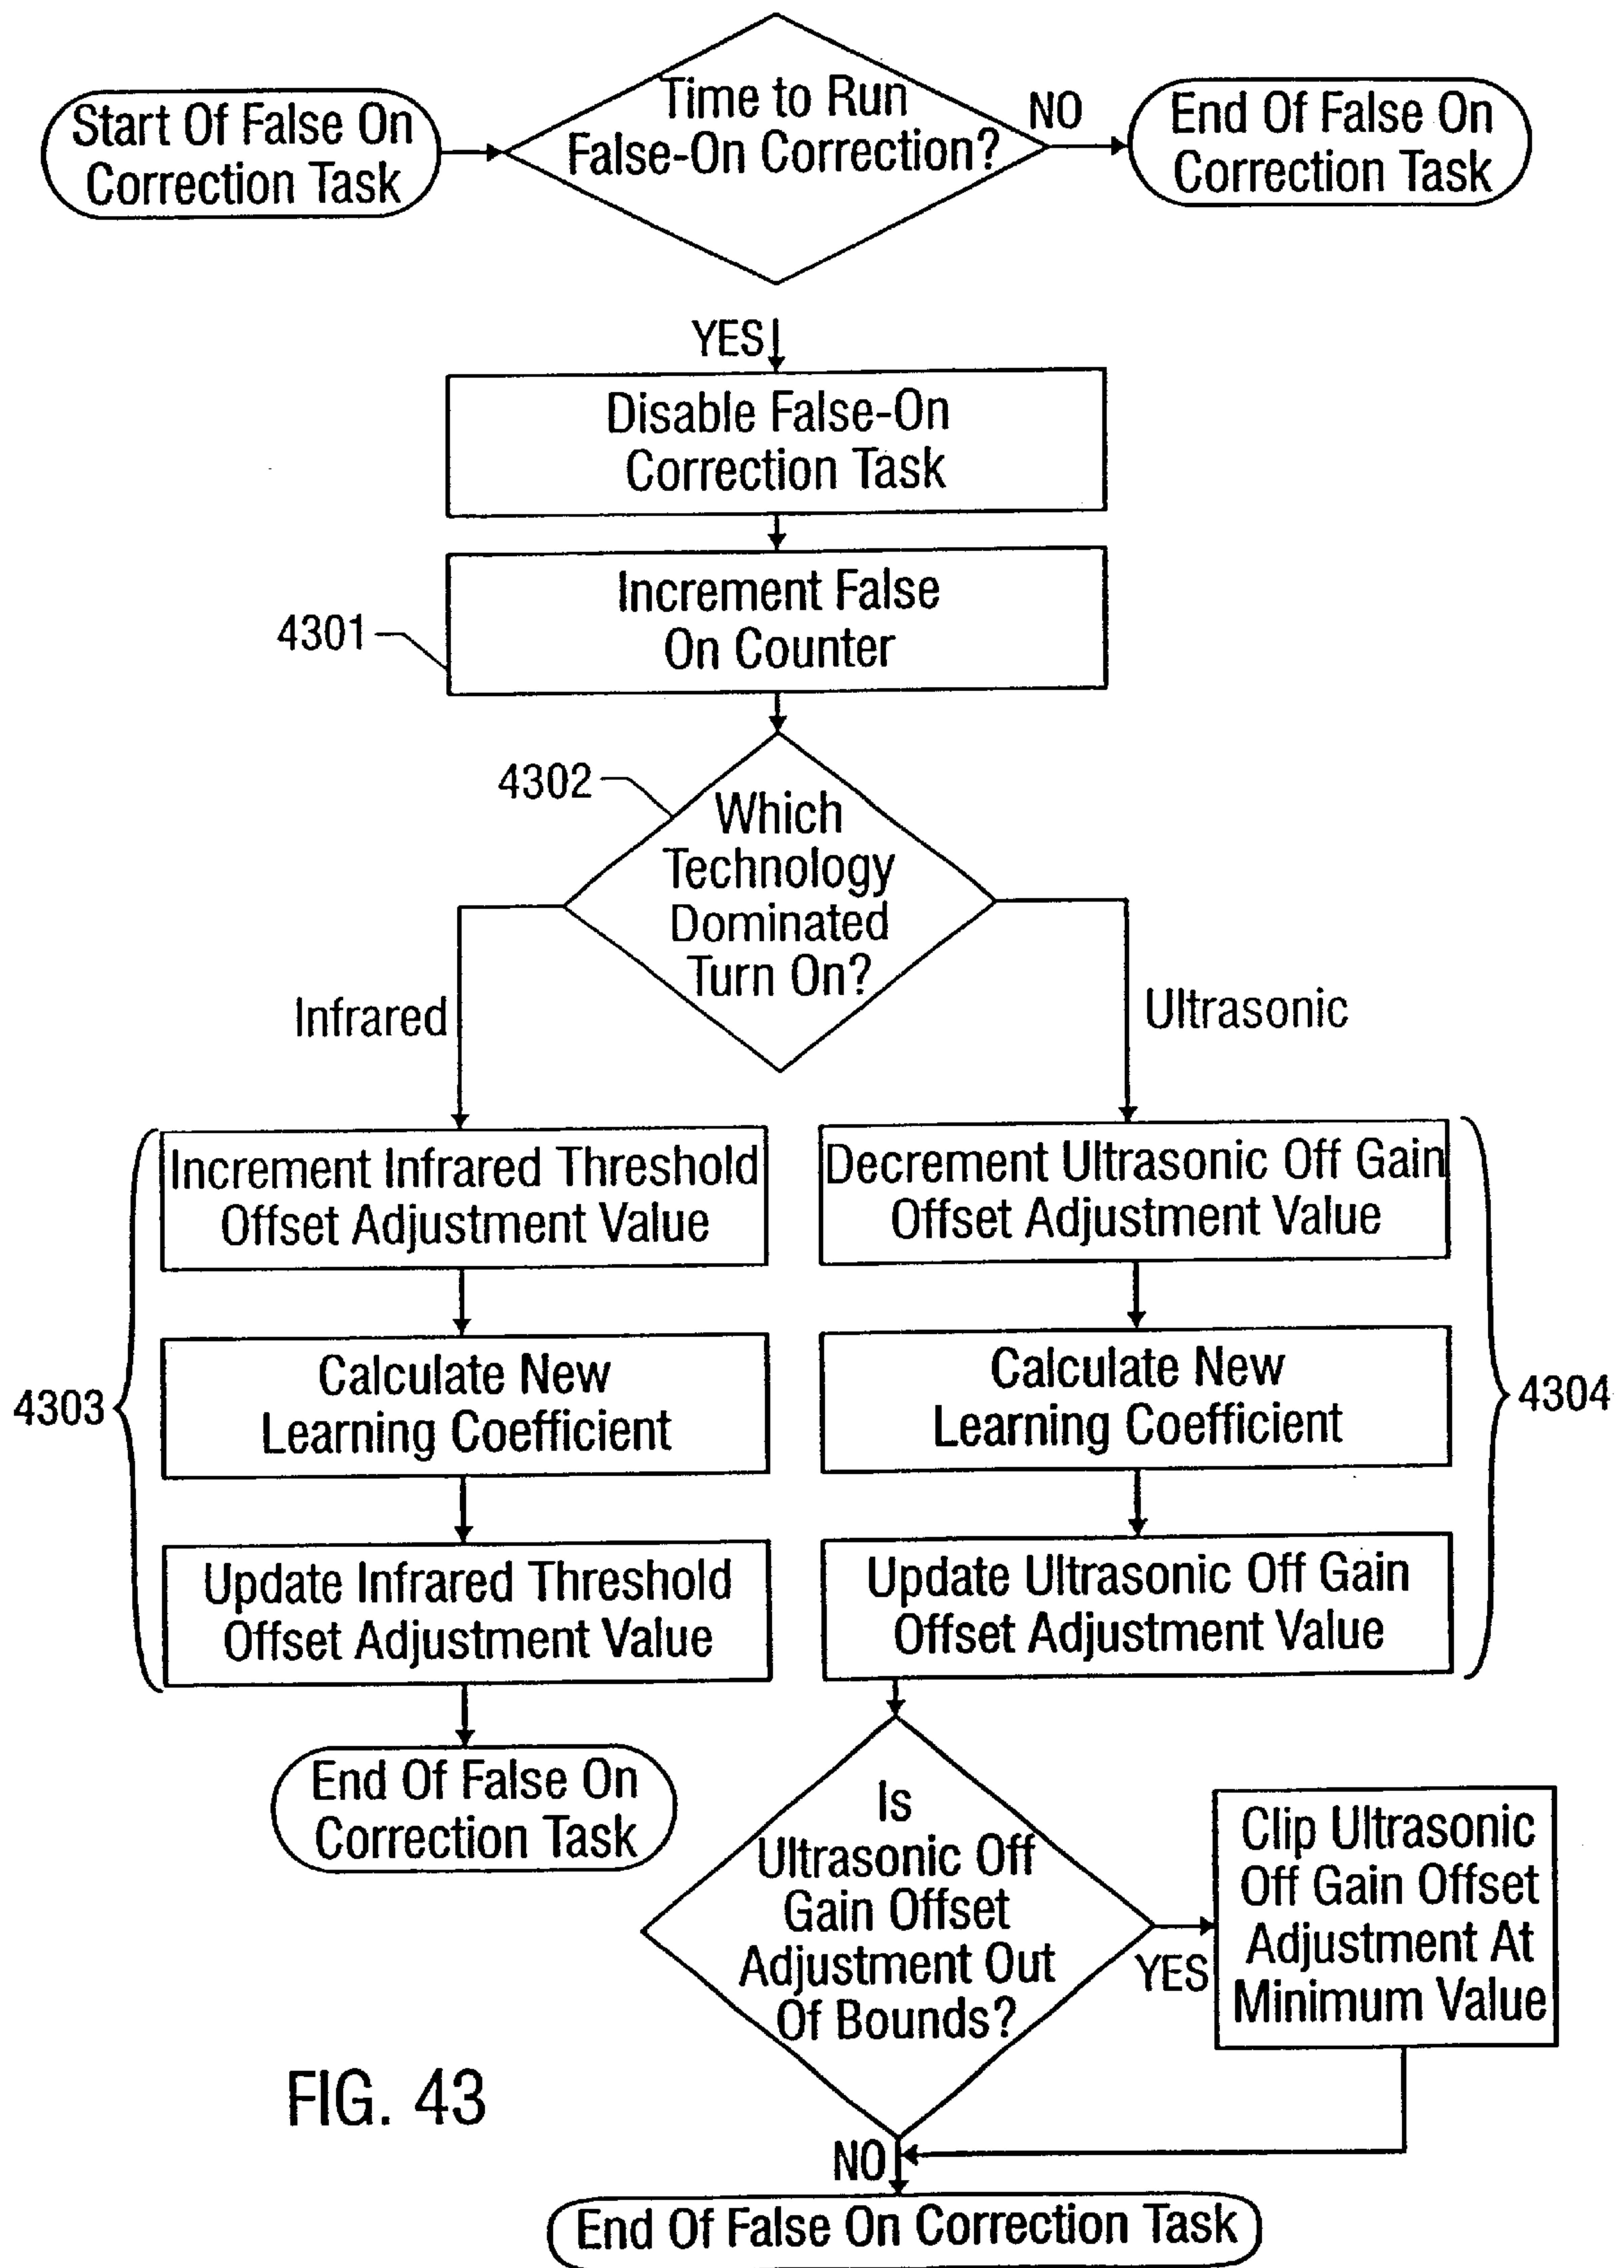 Start Of False On
Correction Task
Time to Run
False-On Correction?
NO
End Of False On
Correction Task
YES
Disable False-On
Correction Task
4301
Increment False
On Counter
4302
Which
Technology
Dominated
Turn On?
Infrared
Ultrasonic
4303
Increment Infrared Threshold
Offset Adjustment Value
Calculate New
Learning Coefficient
Update Infrared Threshold
Offset Adjustment Value
End Of False On
Correction Task
Decrement Ultrasonic Off Gain
Offset Adjustment Value
Calculate New
Learning Coefficient
Update Ultrasonic Off Gain
Offset Adjustment Value
4304
Is
Ultrasonic Off
Gain Offset
Adjustment Out
Of Bounds?
YES
Clip Ultrasonic
Off Gain Offset
Adjustment At
Minimum Value
NO
End Of False On Correction Task
FIG. 43